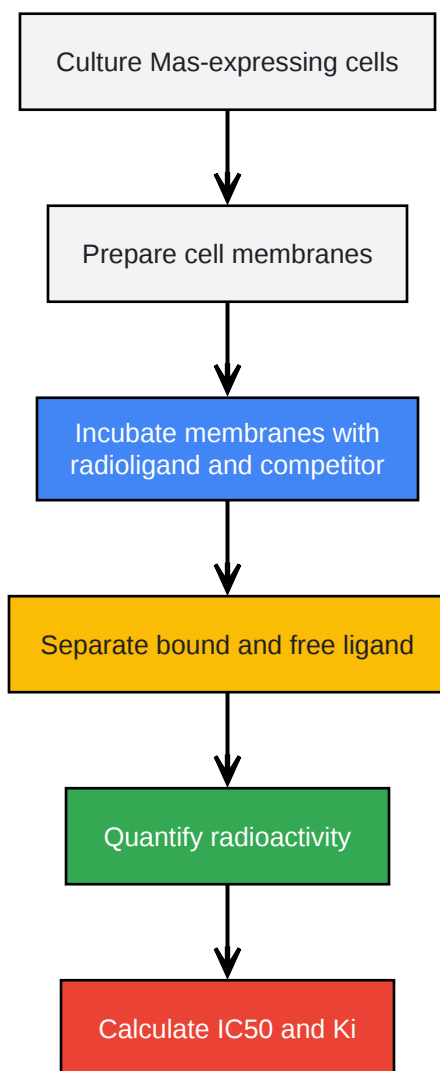 Culture Mas-expressing cells
Prepare cell membranes
Incubate membranes with
radioligand and competitor
Separate bound and free ligand
Quantify radioactivity
Calculate IC50 and Ki